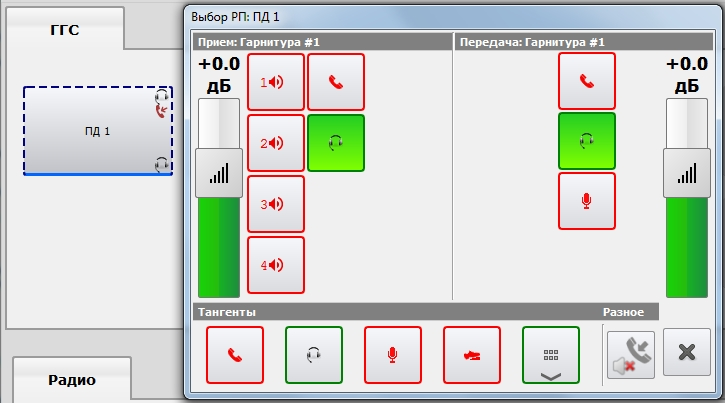 ГГС
ПД 1
Радио
Выбор РП: ПД 1
Прием: Гарнитура #1
Передача: Гарнитура #1
+0.0
дБ
1
2
3
4
+0.0
дБ
Тангенты
Разное